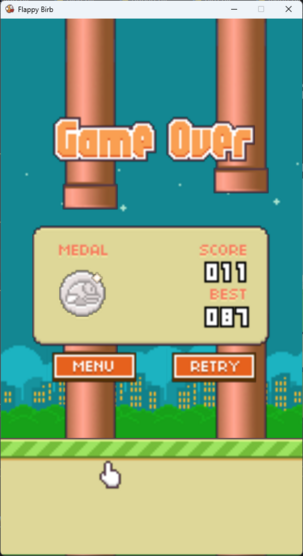 Flappy Birb
Game Over
MEDAL SCORE
011
BEST
087
MENU RETRY